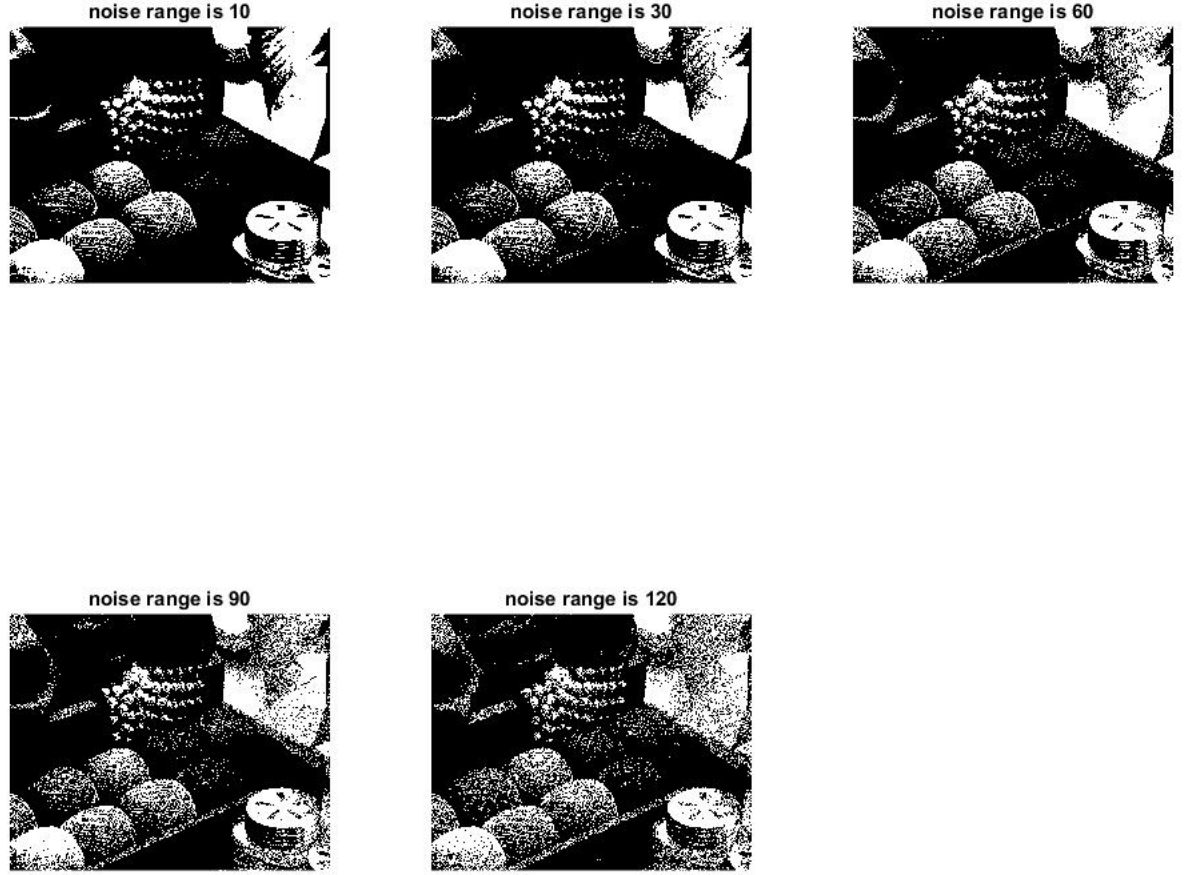 noise range is 10
noise range is 30
noise range is 60
noise range is 90
noise range is 120